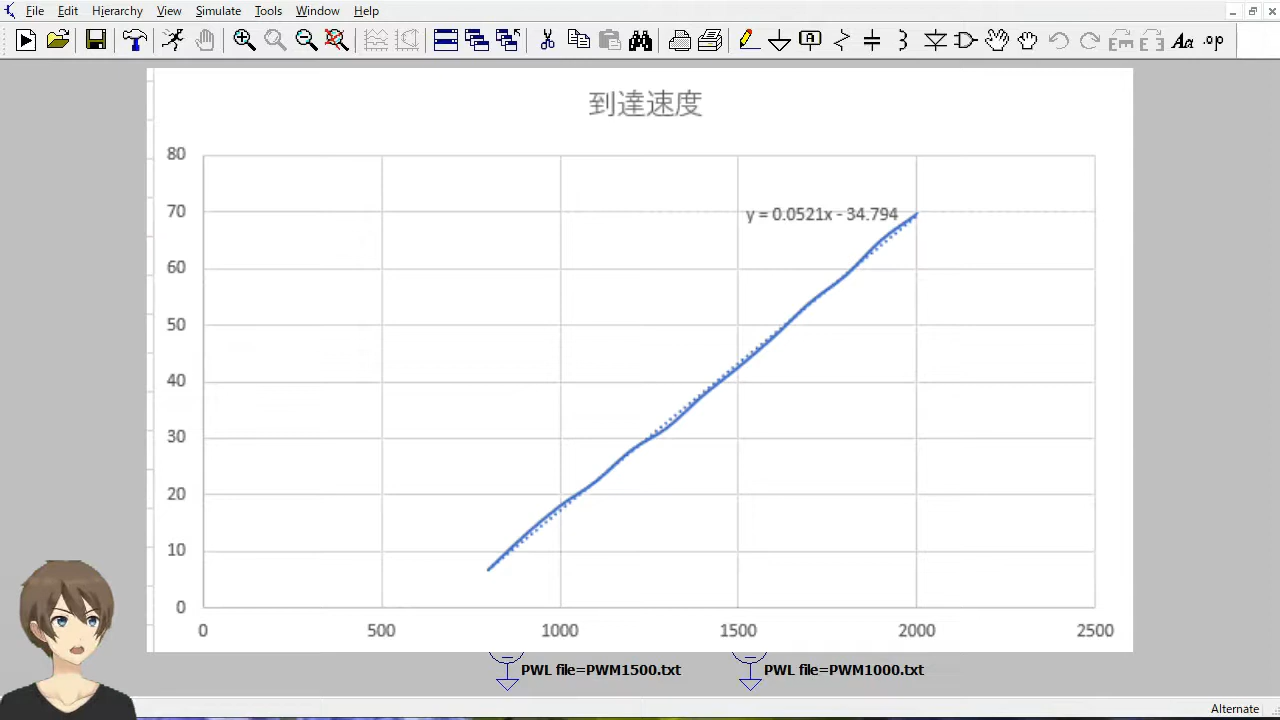 File Edit Hierarchy View Simulate Tools Window Help
到達速度
80
70
60
50
40
30
20
10
0
y = 0.0521x - 34.794
0 500 1000 1500 2000 2500
PWL file=PWM1500.txt PWL file=PWM1000.txt
Alternate